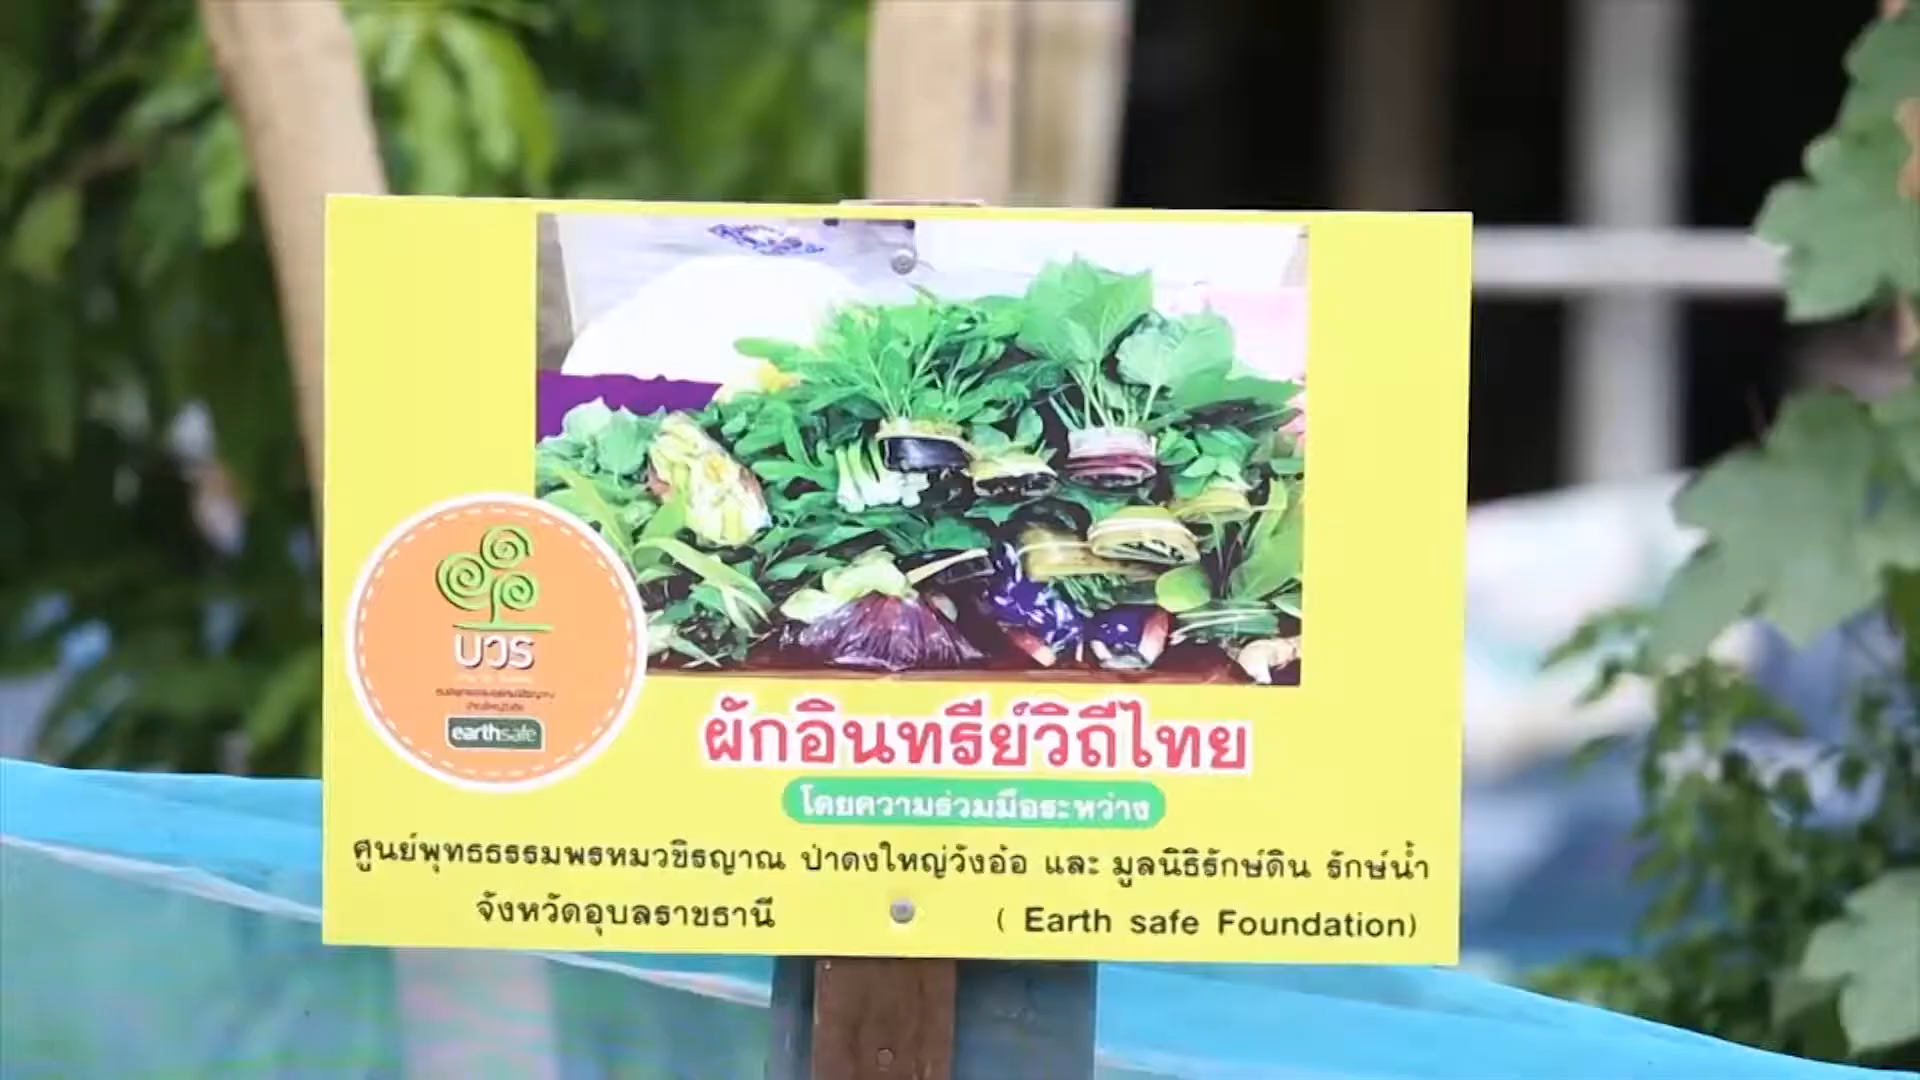 บวร
earthsafe
ผักอินทรีย์วิถีไทย
โดยความร่วมมือระหว่าง
ศูนย์พุทธธรรมพรหมวชิรญาณ ป่าดงใหญ่วังอ้อ และ มูลนิธิรักษ์ดิน รักษ์น้ำ
จังหวัดอุบลราชธานี ( Earth safe Foundation)